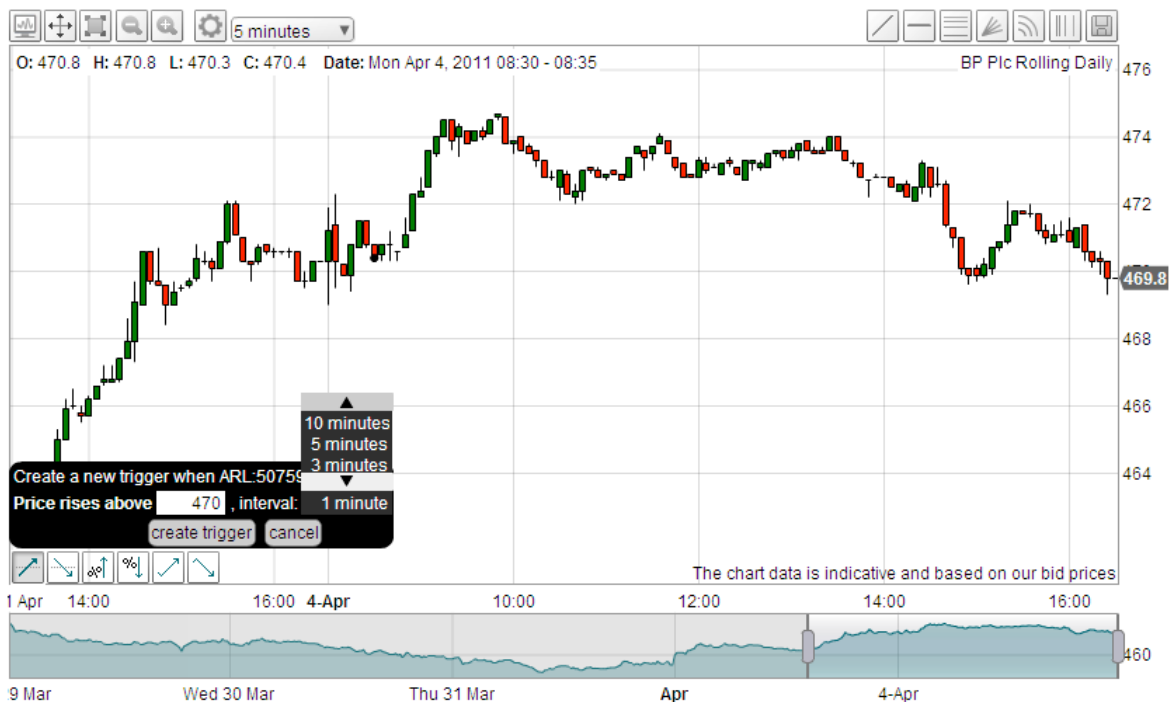 5 minutes
O: 470.8 H: 470.8 L: 470.3 C: 470.4 Date: Mon Apr 4, 2011 08:30 - 08:35
BP Plc Rolling Daily
476
474
472
469.8
468
466
464
10 minutes
5 minutes
3 minutes
Create a new trigger when ARL:50759
Price rises above 470 , interval: 1 minute
create trigger cancel
% %
The chart data is indicative and based on our bid prices
1 Apr 14:00 16:00 4-Apr 10:00 12:00 14:00 16:00
460
9 Mar Wed 30 Mar Thu 31 Mar Apr 4-Apr